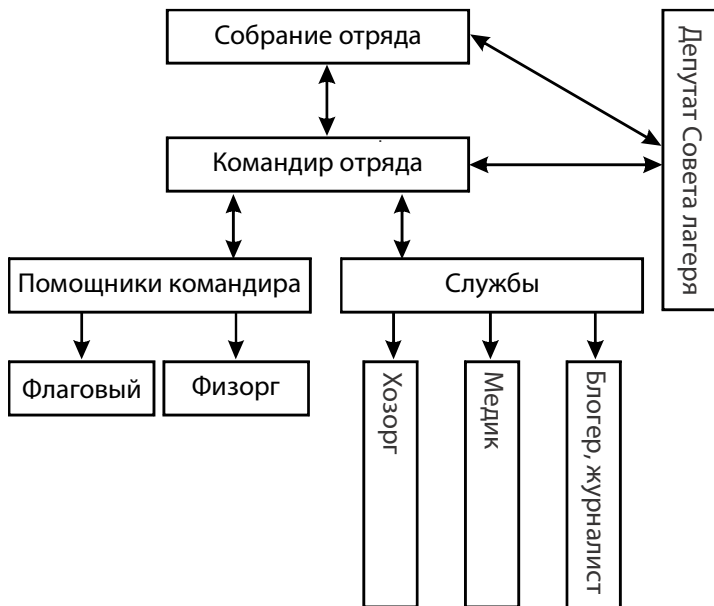 Собрание отряда
Депутат Совета лагеря
Командир отряда
Помощники командира
Службы
Флаговый
Физорг
Хозорг
Медик
Блогер, журналист